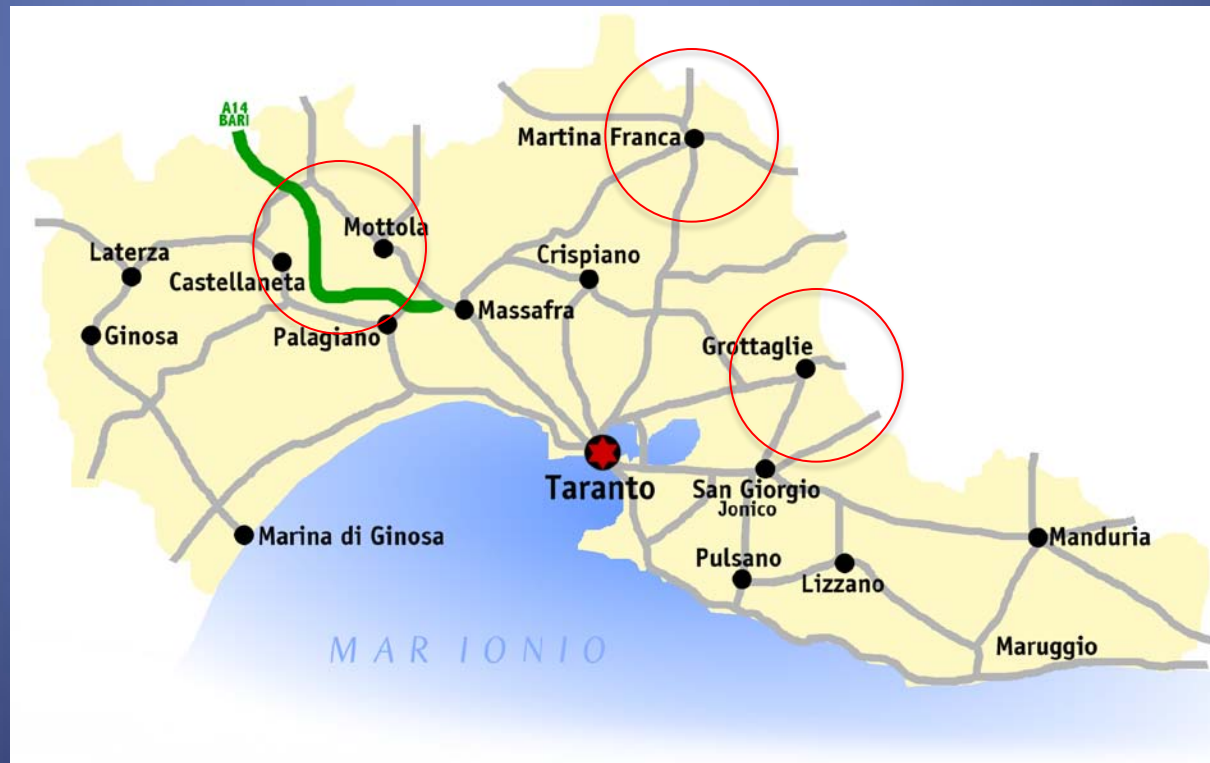 A14
BARI
Martina Franca
Mottola
Laterza
Castellaneta
Crispiano
Massafra
Ginosa
Palagiano
Grottaglie
Taranto
San Giorgio
Jonico
Marina di Ginosa
Manduria
Pulsano
Lizzano
MAR IONIO
Maruggio